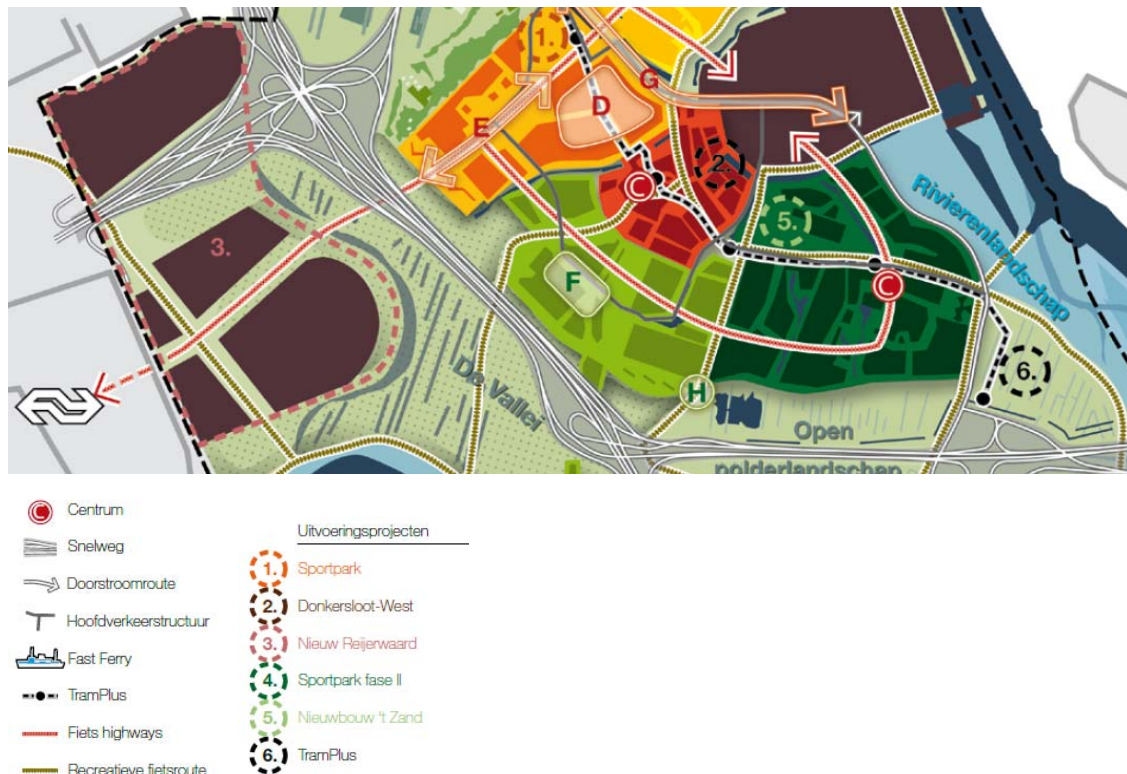 1.
G
D
E
2.
C
3.
5.
Rivierenlandschap
F
C
De Vallei
6.
H
Open
polderlandschap
Centrum
Snelweg
Doorstroomroute
Hoofdverkeerstructuur
Fast Ferry
TramPlus
Fiets highways
Recreatieve fietsroute
Uitvoeringsprojecten
1. Sportpark
2. Donkersloot-West
3. Nieuw Reijerwaard
4. Sportpark fase II
5. Nieuwbouw 't Zand
6. TramPlus